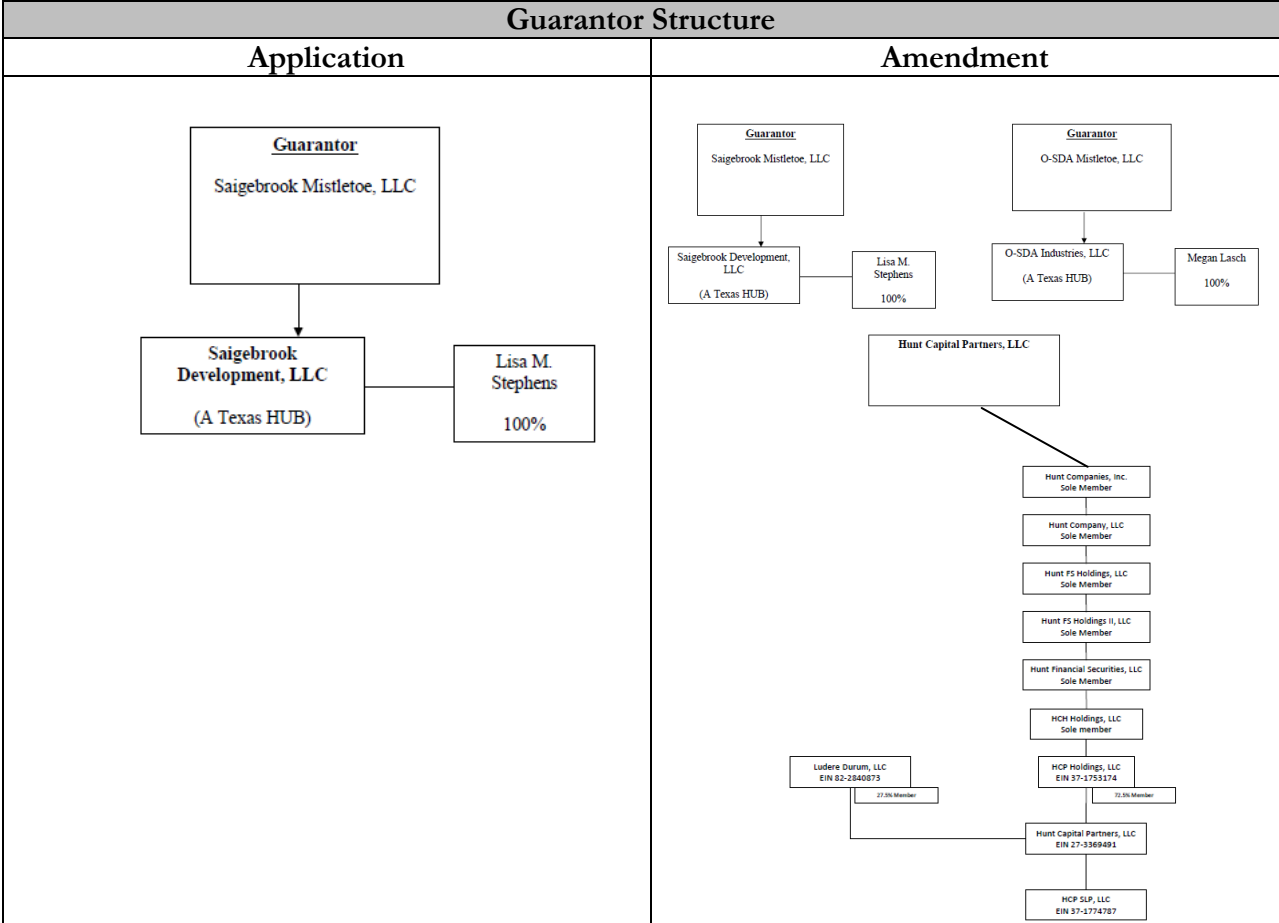 Guarantor Structure
Application
Amendment
Guarantor
Saigebrook Mistletoe, LLC
Saigebrook
Development, LLC
(A Texas HUB)
Lisa M.
Stephens
100%
Guarantor
Saigebrook Mistletoe, LLC
Guarantor
O-SDA Mistletoe, LLC
Saigebrook Development,
LLC
(A Texas HUB)
Lisa M.
Stephens
100%
O-SDA Industries, LLC
(A Texas HUB)
Megan Lasch
100%
Hunt Capital Partners, LLC
Hunt Companies, Inc.
Sole Member
Hunt Company, LLC
Sole Member
Hunt FS Holdings, LLC
Sole Member
Hunt FS Holdings II, LLC
Sole Member
Hunt Financial Securities, LLC
Sole Member
HCH Holdings, LLC
Sole member
Ludere Durum, LLC
EIN 82-2840873
27.5% Member
HCP Holdings, LLC
EIN 37-1753174
72.5% Member
Hunt Capital Partners, LLC
EIN 27-3369491
HCP SLP, LLC
EIN 37-1774787